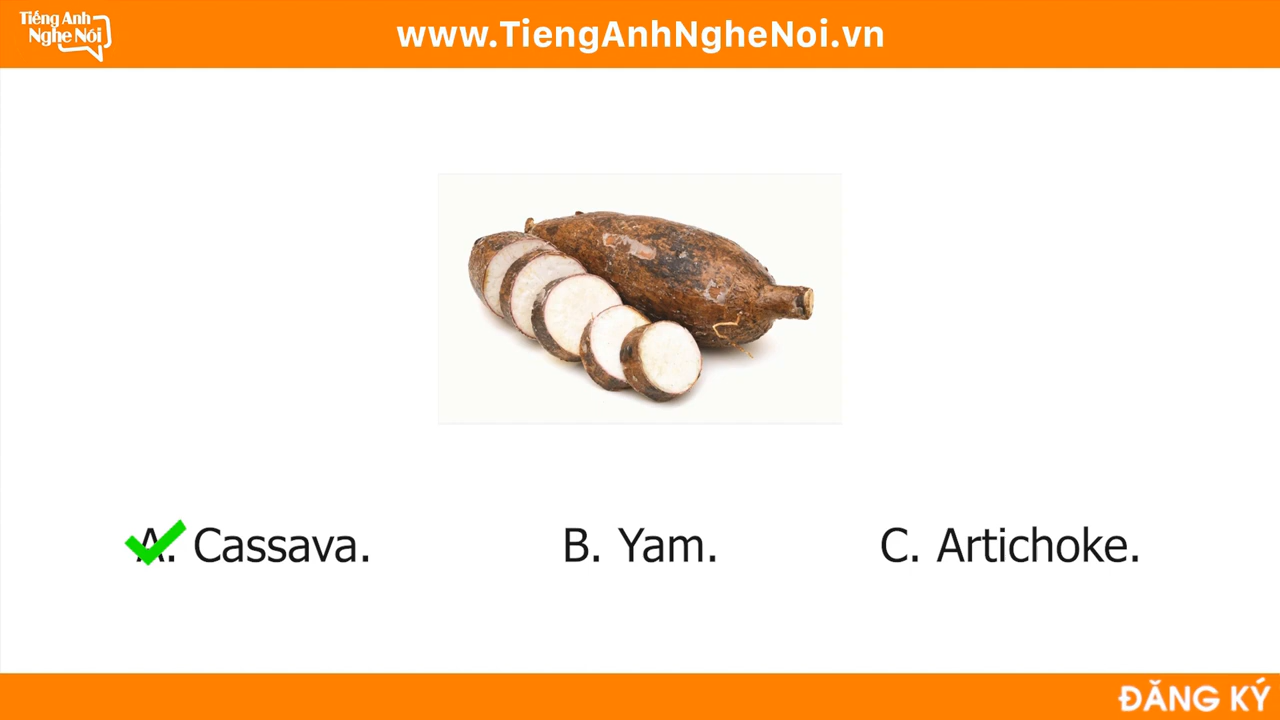 Tiếng Anh
Nghe Nói
www.TiengAnhNgheNoi.vn
A. Cassava.
B. Yam.
C. Artichoke.
ĐĂNG KÝ